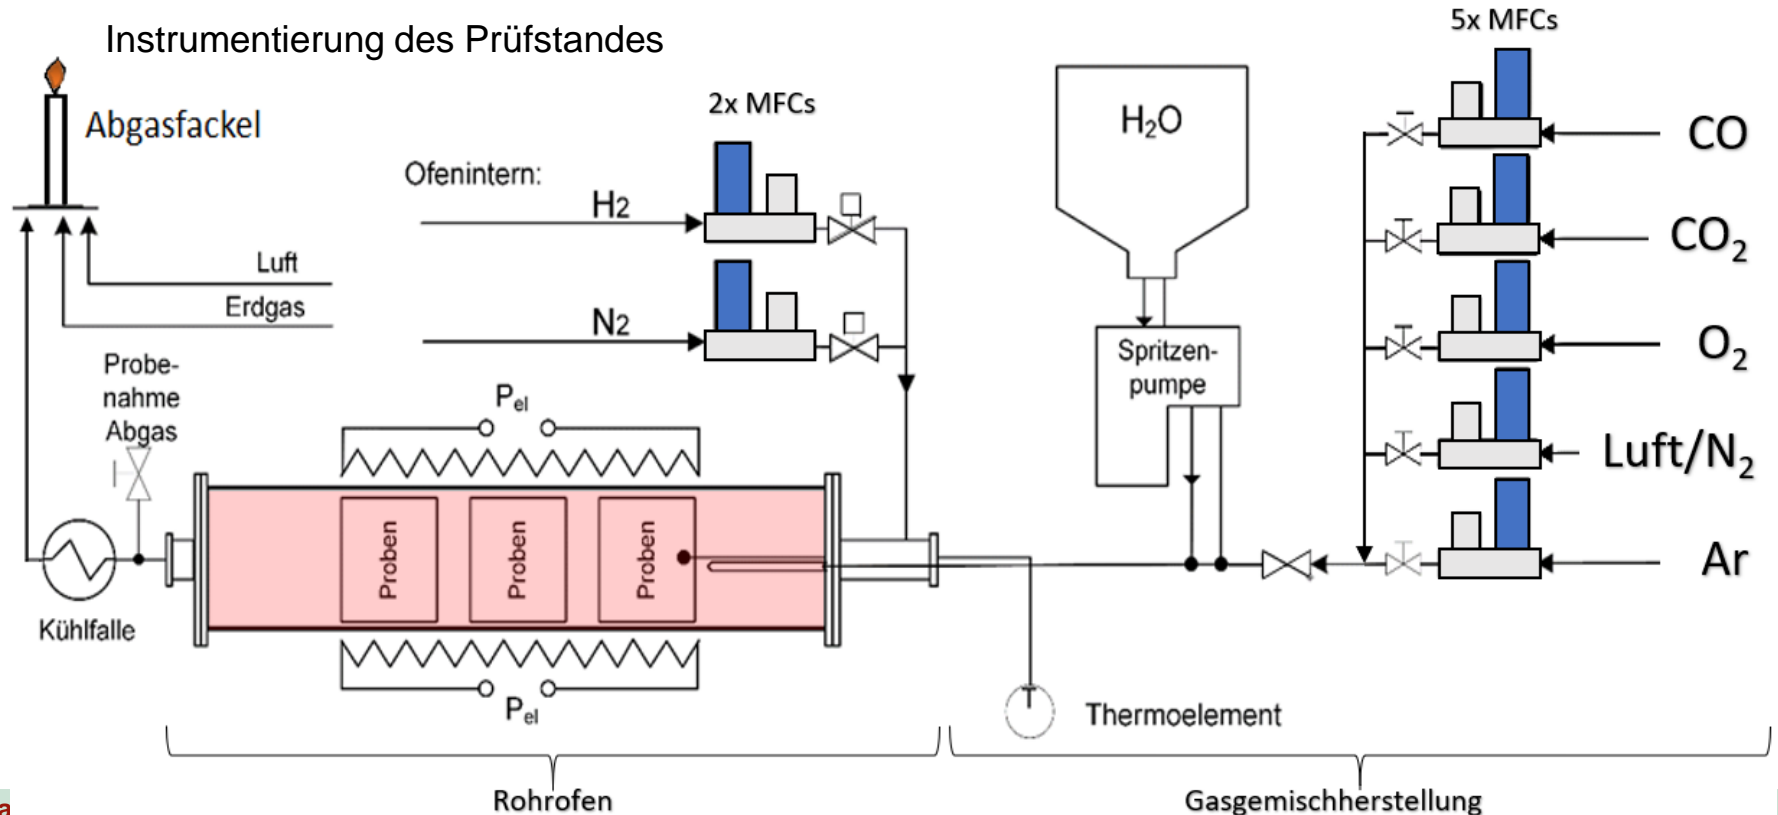 Instrumentierung des Prüfstandes
5x MFCs
Abgasfackel
2x MFCs
H₂O
CO
Ofenintern:
H2
CO₂
Luft
Erdgas
N2
O₂
Probe-
nahme
Abgas
Spritzen-
pumpe
Pel
Luft/N₂
Proben
Proben
Proben
Ar
Kühlfalle
Pel
T
Thermoelement
Rohrofen
Gasgemischherstellung
a